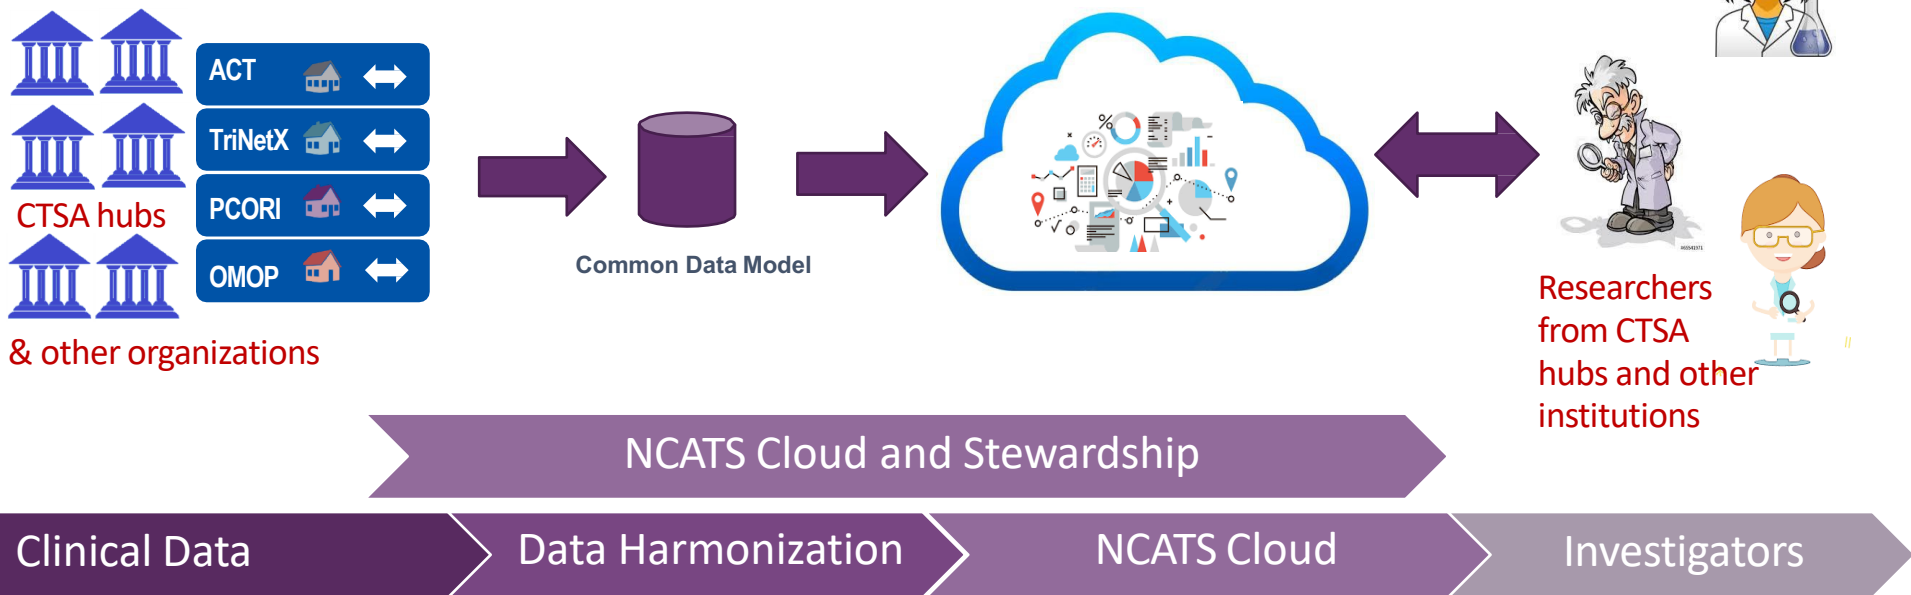 ACT
TriNetX
PCORI
OMOP
CTSA hubs
& other organizations
Common Data Model
Researchers
from CTSA
hubs and other
institutions
NCATS Cloud and Stewardship
Clinical Data
Data Harmonization
NCATS Cloud
Investigators